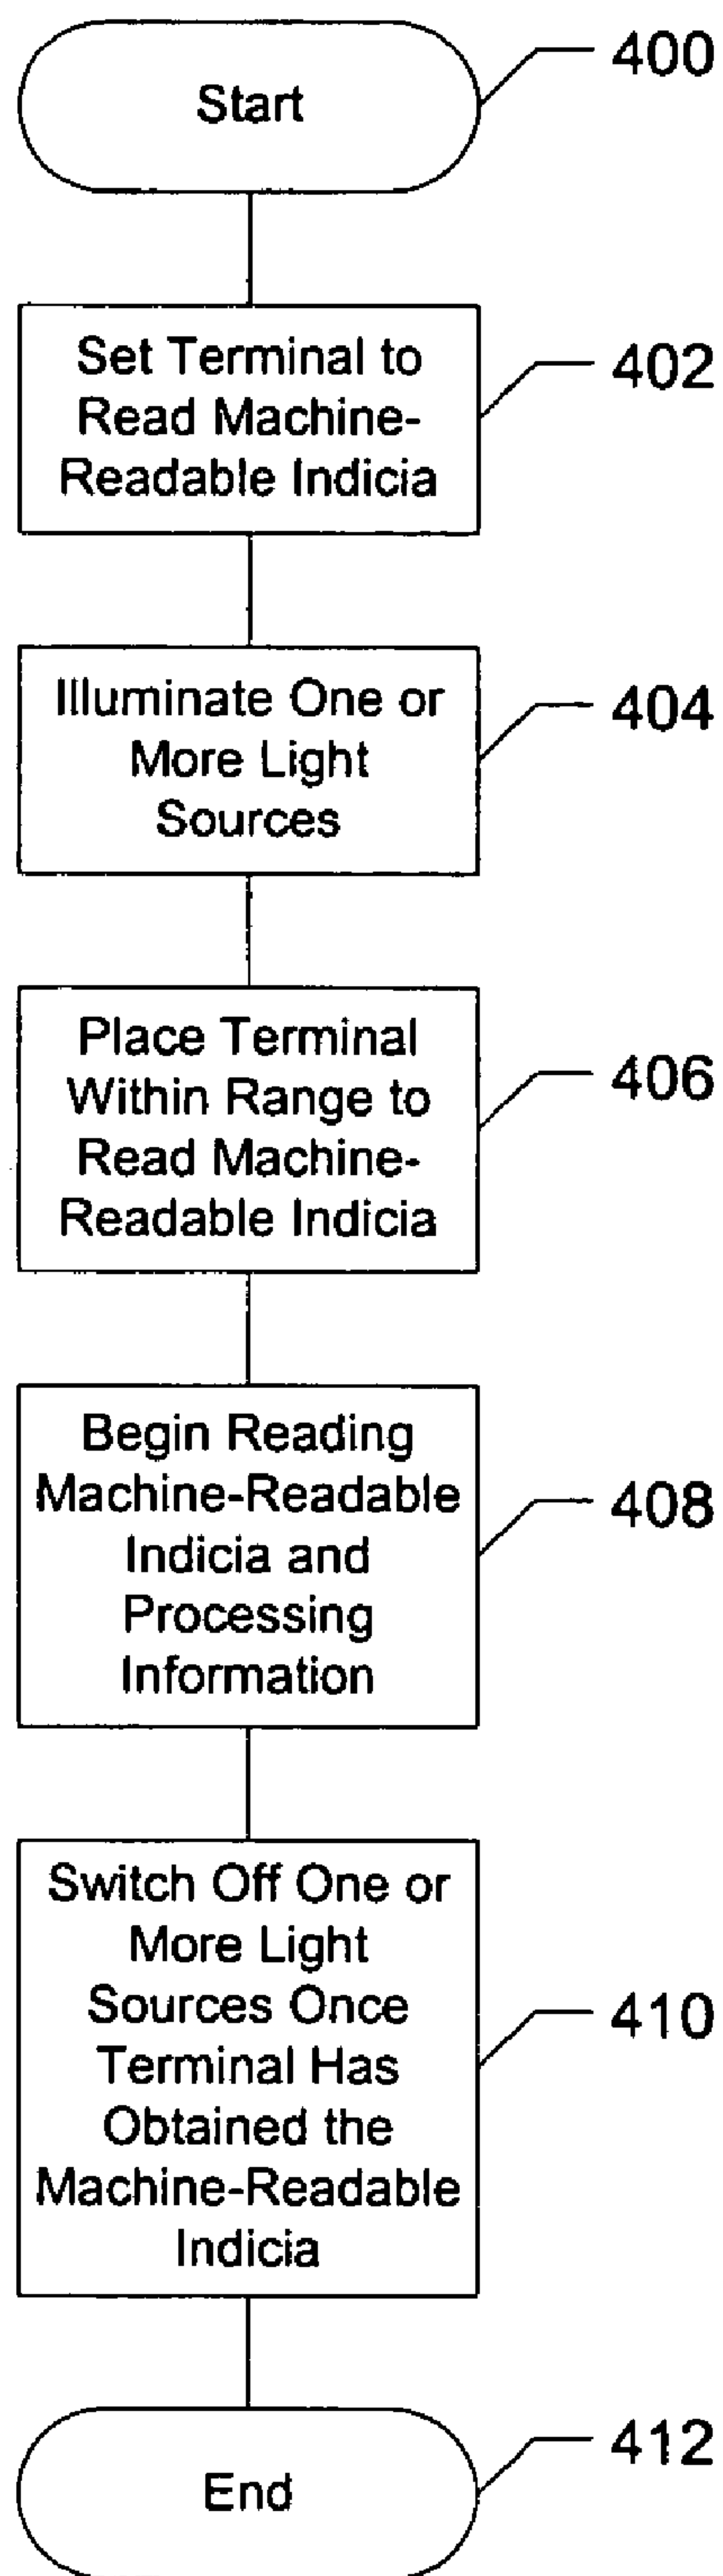 Start
400
Set Terminal to
Read Machine-
Readable Indicia
402
Illuminate One or
More Light
Sources
404
Place Terminal
Within Range to
Read Machine-
Readable Indicia
406
Begin Reading
Machine-Readable
Indicia and
Processing
Information
408
Switch Off One or
More Light
Sources Once
Terminal Has
Obtained the
Machine-Readable
Indicia
410
End
412